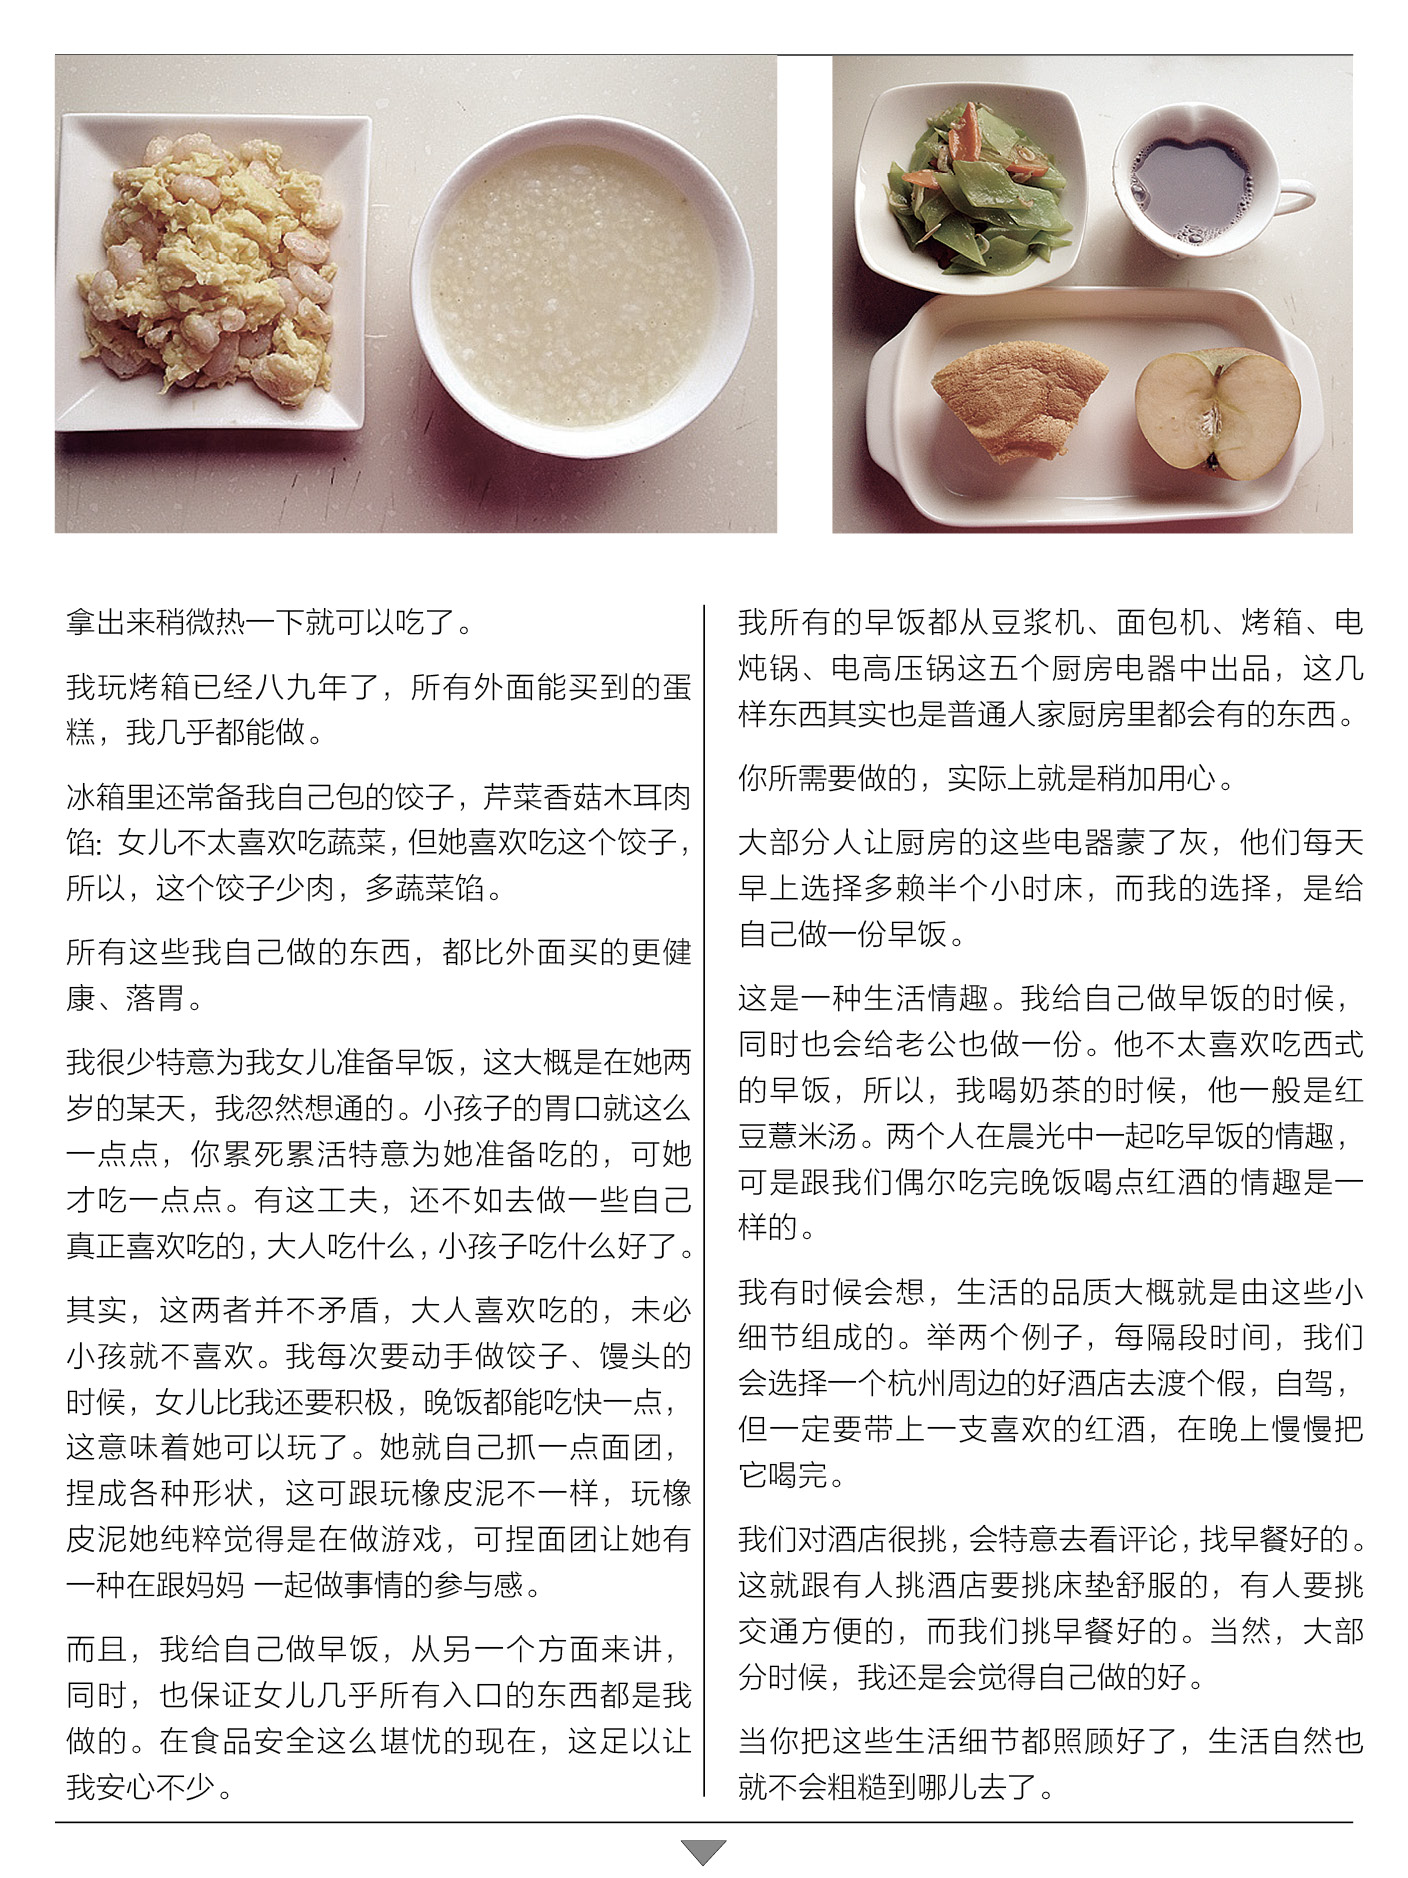 拿出来稍微热一下就可以吃了。
我玩烤箱已经八九年了，所有外面能买到的蛋
糕，我几乎都能做。
冰箱里还常备我自己包的饺子，芹菜香菇木耳肉
馅：女儿不太喜欢吃蔬菜，但她喜欢吃这个饺子，
所以，这个饺子少肉，多蔬菜馅。
所有这些我自己做的东西，都比外面买的更健
康、落胃。
我很少特意为我女儿准备早饭，这大概是在她两
岁的某天，我忽然想通的。小孩子的胃口就这么
一点点，你累死累活特意为她准备吃的，可她
才吃一点点。有这工夫，还不如去做一些自己
真正喜欢吃的，大人吃什么，小孩子吃什么好了。
其实，这两者并不矛盾，大人喜欢吃的，未必
小孩就不喜欢。我每次要动手做饺子、馒头的
时候，女儿比我还要积极，晚饭都能吃快一点，
这意味着她可以玩了。她就自己抓一点面团，
捏成各种形状，这可跟玩橡皮泥不一样，玩橡
皮泥她纯粹觉得是在做游戏，可捏面团让她有
一种在跟妈妈 一起做事情的参与感。
而且，我给自己做早饭，从另一个方面来讲，
同时，也保证女儿几乎所有入口的东西都是我
做的。在食品安全这么堪忧的现在，这足以让
我安心不少。
我所有的早饭都从豆浆机、面包机、烤箱、电
炖锅、电高压锅这五个厨房电器中出品，这几
样东西其实也是普通人家厨房里都会有的东西。
你所需要做的，实际上就是稍加用心。
大部分人让厨房的这些电器蒙了灰，他们每天
早上选择多赖半个小时床，而我的选择，是给
自己做一份早饭。
这是一种生活情趣。我给自己做早饭的时候，
同时也会给老公也做一份。他不太喜欢吃西式
的早饭，所以，我喝奶茶的时候，他一般是红
豆薏米汤。两个人在晨光中一起吃早饭的情趣，
可是跟我们偶尔吃完晚饭喝点红酒的情趣是一
样的。
我有时候会想，生活的品质大概就是由这些小
细节组成的。举两个例子，每隔段时间，我们
会选择一个杭州周边的好酒店去渡个假，自驾，
但一定要带上一支喜欢的红酒，在晚上慢慢把
它喝完。
我们对酒店很挑，会特意去看评论，找早餐好的。
这就跟有人挑酒店要挑床垫舒服的，有人要挑
交通方便的，而我们挑早餐好的。当然，大部
分时候，我还是会觉得自己做的好。
当你把这些生活细节都照顾好了，生活自然也
就不会粗糙到哪儿去了。